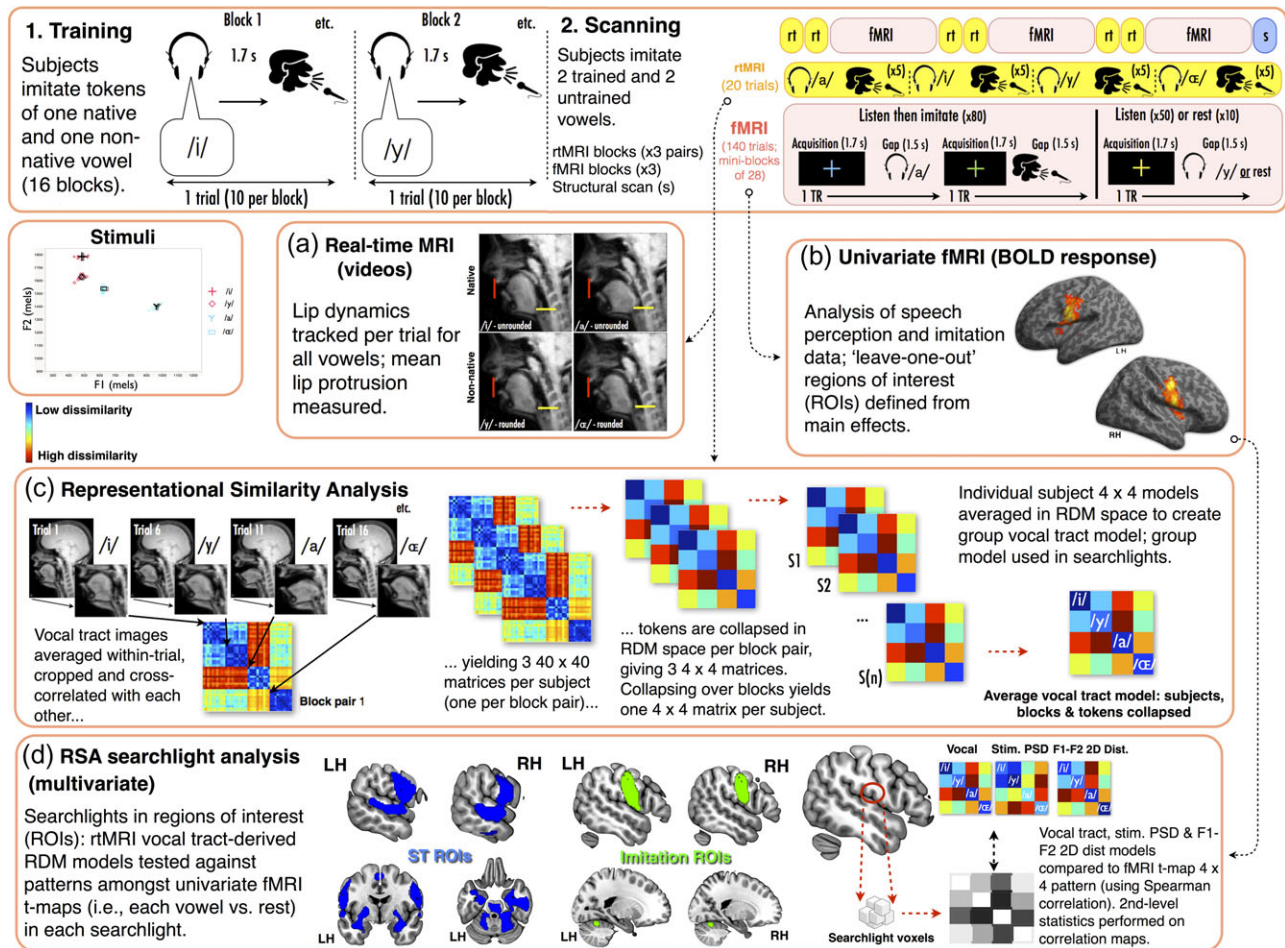 1. Training
Subjects
imitate tokens
of one native
and one non-
native vowel
(16 blocks).
Block 1
etc.
1.7 s
/i/
1 trial (10 per block)
Block 2
etc.
1.7 s
/y/
1 trial (10 per block)
2. Scanning
Subjects imitate
2 trained and 2
untrained
vowels.
rtMRI blocks (x3 pairs)
fMRI blocks (x3)
Structural scan (s)
rt rt fMRI rt rt fMRI rt rt fMRI s
rtMRI
(20 trials)
/a/ (x5) /i/ (x5) /y/ (x5) /œ/ (x5)
fMRI
(140 trials;
mini-blocks
of 28)
Listen then imitate (x80)
Listen (x50) or rest (x10)
Acquisition (1.7 s) Gap (1.5 s) Acquisition (1.7 s) Gap (1.5 s) Acquisition (1.7 s) Gap (1.5 s)
/a/
/y/ or rest
1 TR 1 TR 1 TR
Stimuli
F2 (mels)
F1 (mels)
/i/
/y/
/a/
/œ/
Low dissimilarity
High dissimilarity
(a) Real-time MRI
(videos)
Lip dynamics
tracked per trial for
all vowels; mean
lip protrusion
measured.
Native
Non-native
/i/ - unrounded
/a/ - unrounded
/y/ - rounded
/œ/ - rounded
(b) Univariate fMRI (BOLD response)
Analysis of speech
perception and imitation
data; ‘leave-one-out’
regions of interest
(ROIs) defined from
main effects.
LH
RH
(c) Representational Similarity Analysis
etc.
Trial 1 /i/ Trial 6 /y/ Trial 11 /a/ Trial 16 /œ/
Vocal tract images
averaged within-trial,
cropped and cross-
correlated with each
other...
Block pair 1
... yielding 3 40 x 40
matrices per subject
(one per block pair)...
... tokens are collapsed in
RDM space per block pair,
giving 3 4 x 4 matrices.
Collapsing over blocks yields
one 4 x 4 matrix per subject.
S1
S2
...
S(n)
Individual subject 4 x 4 models
averaged in RDM space to create
group vocal tract model; group
model used in searchlights.
/i/
/y/
/a/
/Œ/
Average vocal tract model: subjects,
blocks & tokens collapsed
(d) RSA searchlight analysis
(multivariate)
Searchlights in regions of interest
(ROIs): rtMRI vocal tract-derived
RDM models tested against
patterns amongst univariate fMRI
t-maps (i.e., each vowel vs. rest)
in each searchlight.
LH RH
ST ROIs
LH LH
LH RH
Imitation ROIs
LH RH
Searchlight voxels
Vocal Stim. PSD F1-F2 2D Dist.
/i/ /i/ /i/
/y/ /y/ /y/
/a/ /a/ /a/
/Œ/ /Œ/ /Œ/
Vocal tract, stim. PSD & F1-
F2 2D dist models
compared to fMRI t-map 4 x
4 pattern (using Spearman
correlation). 2nd-level
statistics performed on
correlation maps.